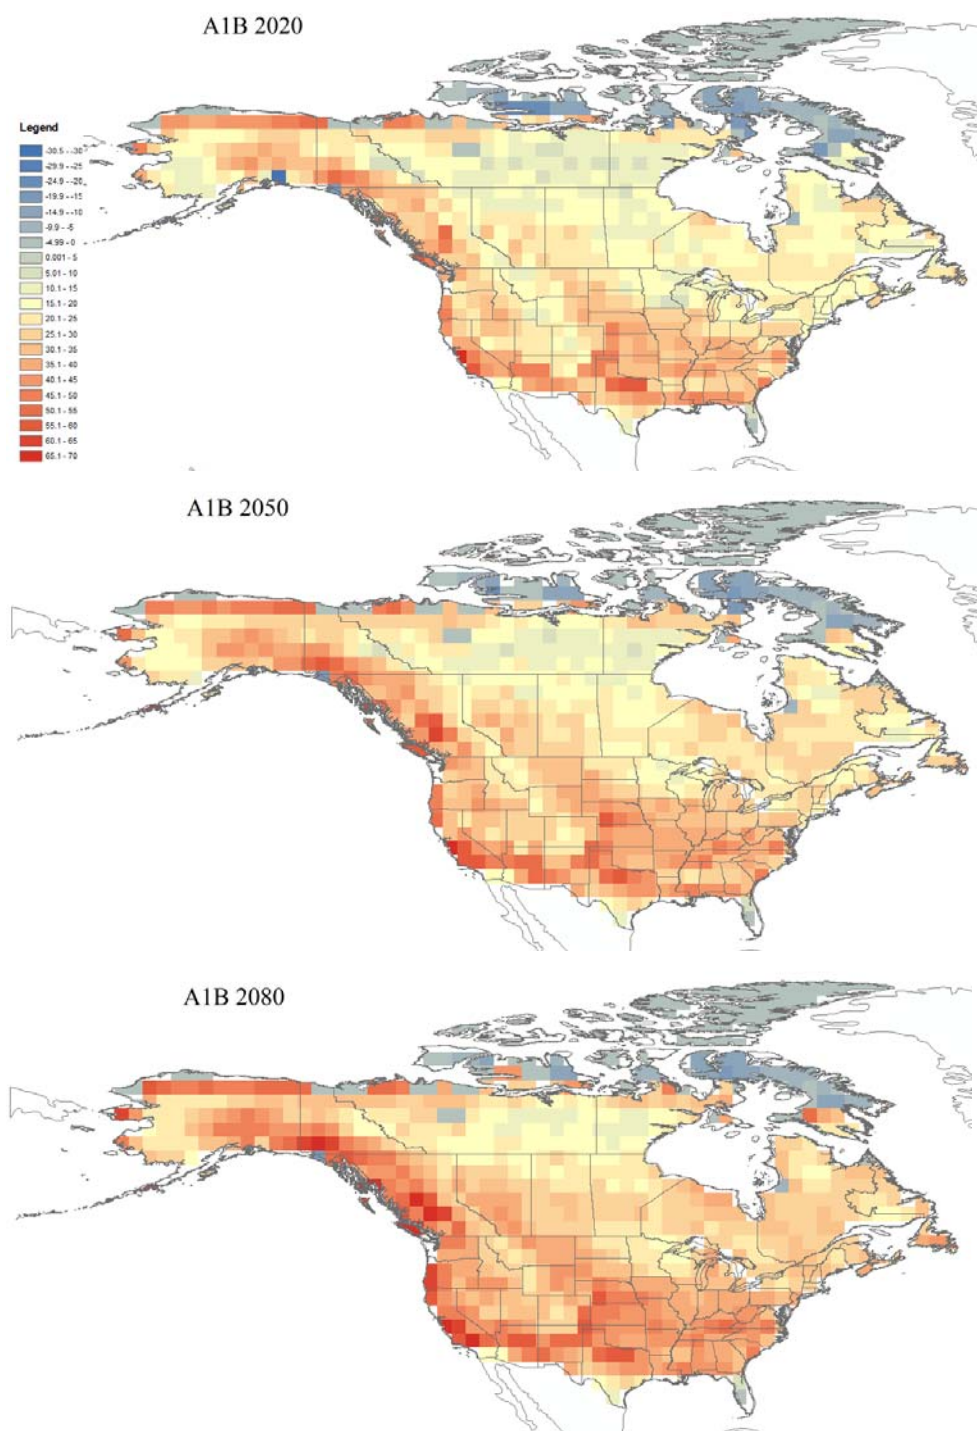 A1B 2020
Legend
-30.5 - -30
-29.9 - -25
-24.9 - -20
-19.9 - -15
-14.9 - -10
-9.9 - -5
-4.99 - 0
0.001 - 5
5.01 - 10
10.1 - 15
15.1 - 20
20.1 - 25
25.1 - 30
30.1 - 35
35.1 - 40
40.1 - 45
45.1 - 50
50.1 - 55
55.1 - 60
60.1 - 65
65.1 - 70
A1B 2050
A1B 2080